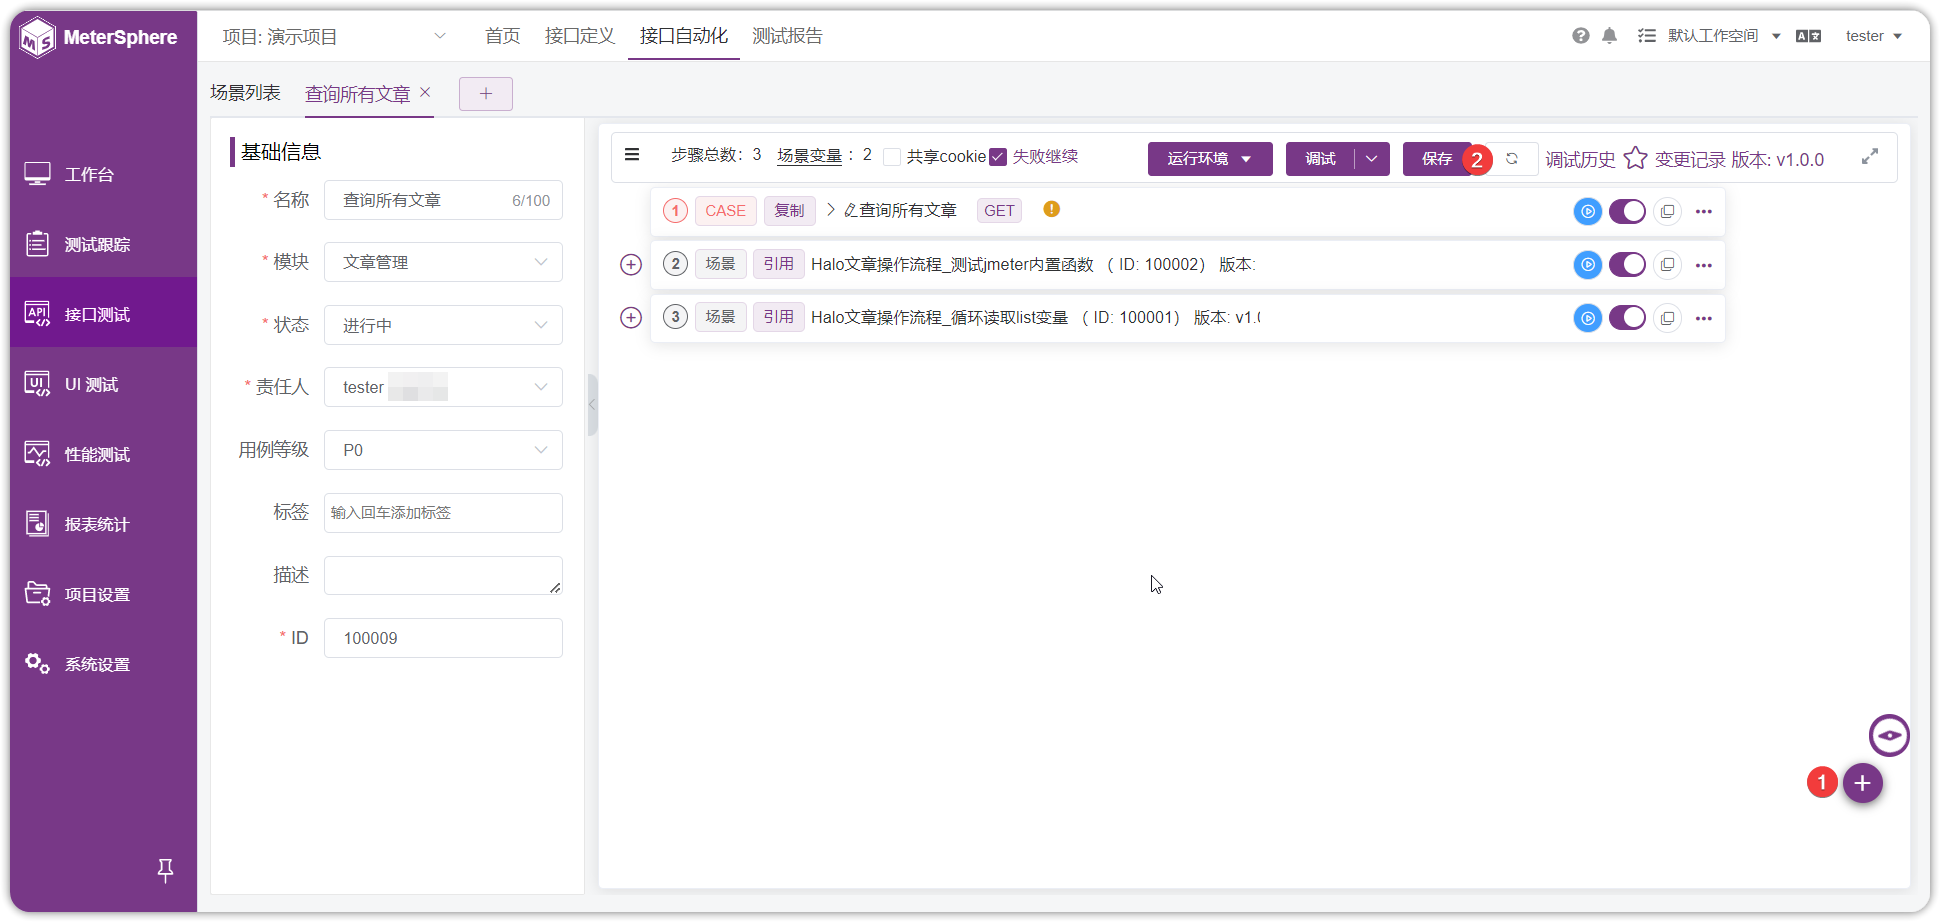 MeterSphere
项目: 演示项目 首页 接口定义 接口自动化 测试报告 默认工作空间 tester
场景列表 查询所有文章
工作台
测试跟踪
API 接口测试
UI UI 测试
性能测试
报表统计
项目设置
系统设置
基础信息
* 名称 查询所有文章 6/100
* 模块 文章管理
* 状态 进行中
* 责任人 tester
用例等级 P0
标签 输入回车添加标签
描述
* ID 100009
步骤总数: 3 场景变量 : 2 共享cookie 失败继续 运行环境 调试 保存 2 调试历史 变更记录 版本: v1.0.0
1 CASE 复制 查询所有文章 GET
2 场景 引用 Halo文章操作流程_测试jmeter内置函数 ( ID: 100002) 版本:
3 场景 引用 Halo文章操作流程_循环读取list变量 ( ID: 100001) 版本: v1.0
1